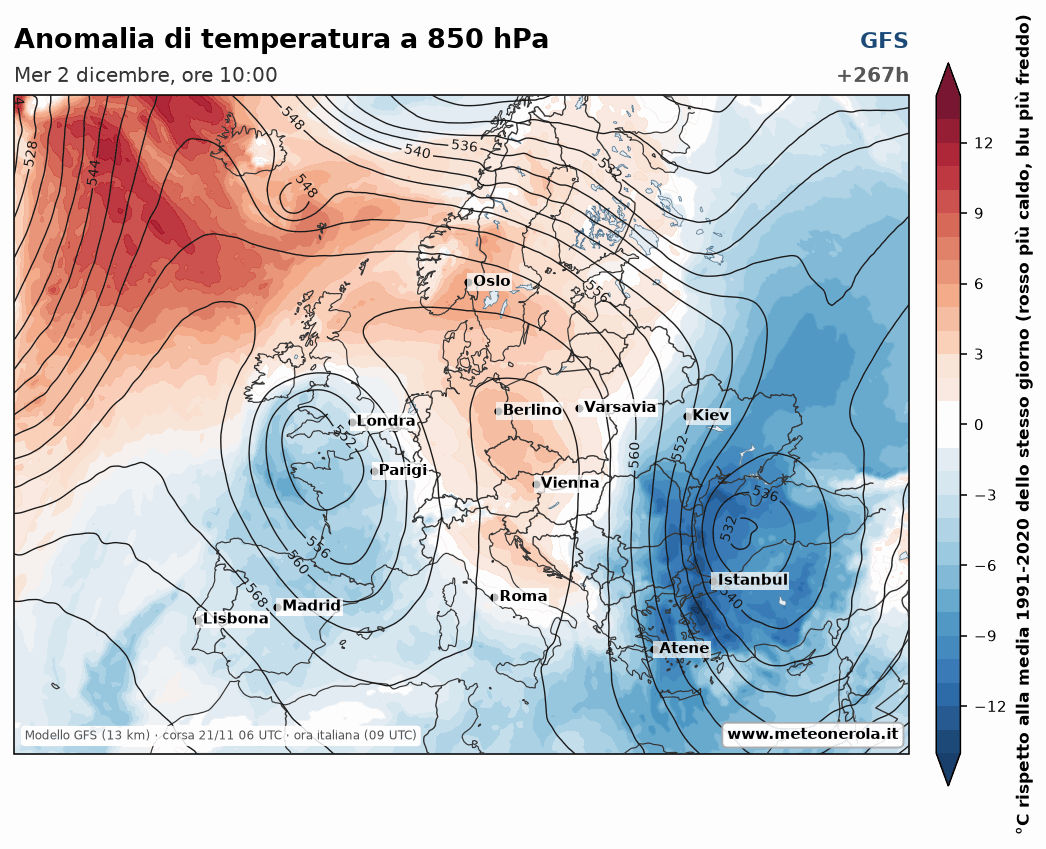 Anomalia di temperatura a 850 hPa
GFS
Mer 2 dicembre, ore 10:00
+267h
528
544
548
548
540
536
556
560
552
552
536
532
540
556
560
568
Oslo
Londra
Berlino
Varsavia
Kiev
Parigi
Vienna
Istanbul
Roma
Madrid
Lisbona
Atene
Modello GFS (13 km) · corsa 21/11 06 UTC · ora italiana (09 UTC)
www.meteonerola.it
12
9
6
3
0
−3
−6
−9
−12
°C rispetto alla media 1991-2020 dello stesso giorno (rosso più caldo, blu più freddo)